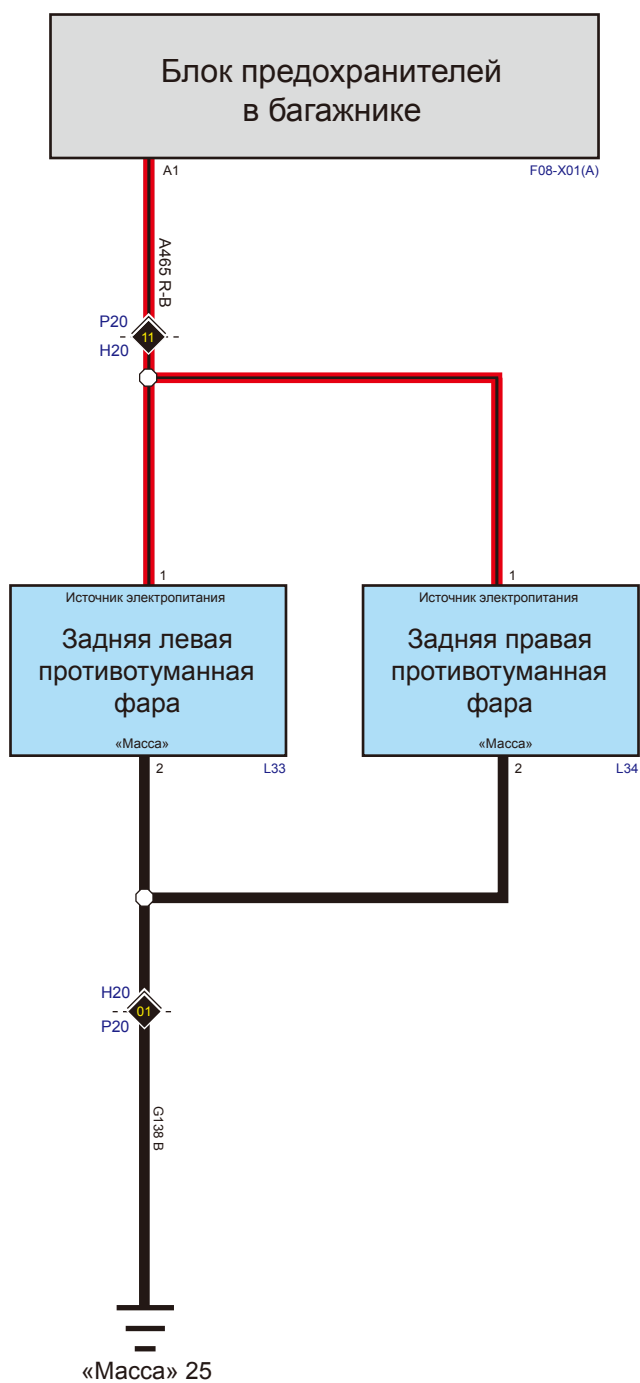 Блок предохранителей
в багажнике
A1
F08-X01(A)
A465 R-B
P20
11
H20
1
1
Источник электропитания
Источник электропитания
Задняя левая
противотуманная
фара
Задняя правая
противотуманная
фара
«Масса»
«Масса»
2
L33
2
L34
H20
01
P20
G138 B
«Масса» 25